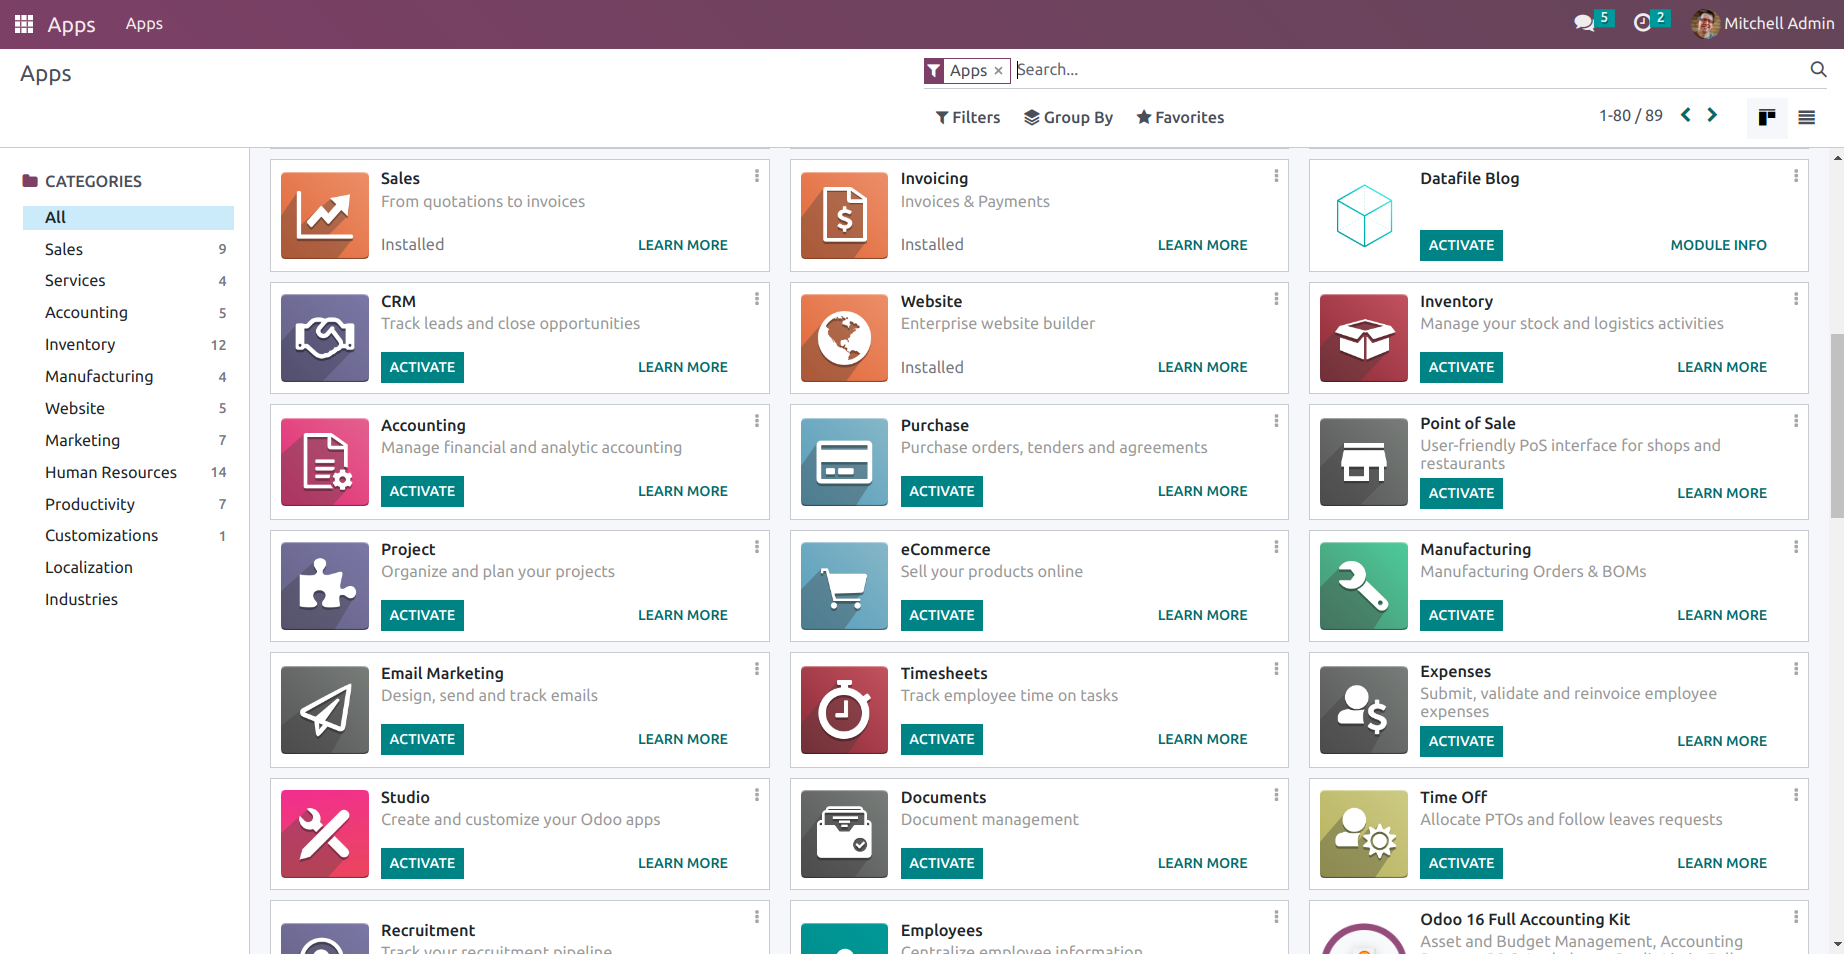 Apps
Apps
5
2
Mitchell Admin
Apps
Apps ×
Search...
Filters
Group By
Favorites
1-80 / 89
CATEGORIES
All
Sales 9
Services 4
Accounting 5
Inventory 12
Manufacturing 4
Website 5
Marketing 7
Human Resources 14
Productivity 7
Customizations 1
Localization
Industries
Sales
From quotations to invoices
Installed
LEARN MORE
Invoicing
Invoices & Payments
Installed
LEARN MORE
Datafile Blog
ACTIVATE
MODULE INFO
CRM
Track leads and close opportunities
ACTIVATE
LEARN MORE
Website
Enterprise website builder
Installed
LEARN MORE
Inventory
Manage your stock and logistics activities
ACTIVATE
LEARN MORE
Accounting
Manage financial and analytic accounting
ACTIVATE
LEARN MORE
Purchase
Purchase orders, tenders and agreements
ACTIVATE
LEARN MORE
Point of Sale
User-friendly PoS interface for shops and
restaurants
ACTIVATE
LEARN MORE
Project
Organize and plan your projects
ACTIVATE
LEARN MORE
eCommerce
Sell your products online
ACTIVATE
LEARN MORE
Manufacturing
Manufacturing Orders & BOMs
ACTIVATE
LEARN MORE
Email Marketing
Design, send and track emails
ACTIVATE
LEARN MORE
Timesheets
Track employee time on tasks
ACTIVATE
LEARN MORE
Expenses
Submit, validate and reinvoice employee
expenses
ACTIVATE
LEARN MORE
Studio
Create and customize your Odoo apps
ACTIVATE
LEARN MORE
Documents
Document management
ACTIVATE
LEARN MORE
Time Off
Allocate PTOs and follow leaves requests
ACTIVATE
LEARN MORE
Recruitment
Track your recruitment pipeline
Employees
Centralize employee information
Odoo 16 Full Accounting Kit
Asset and Budget Management, Accounting